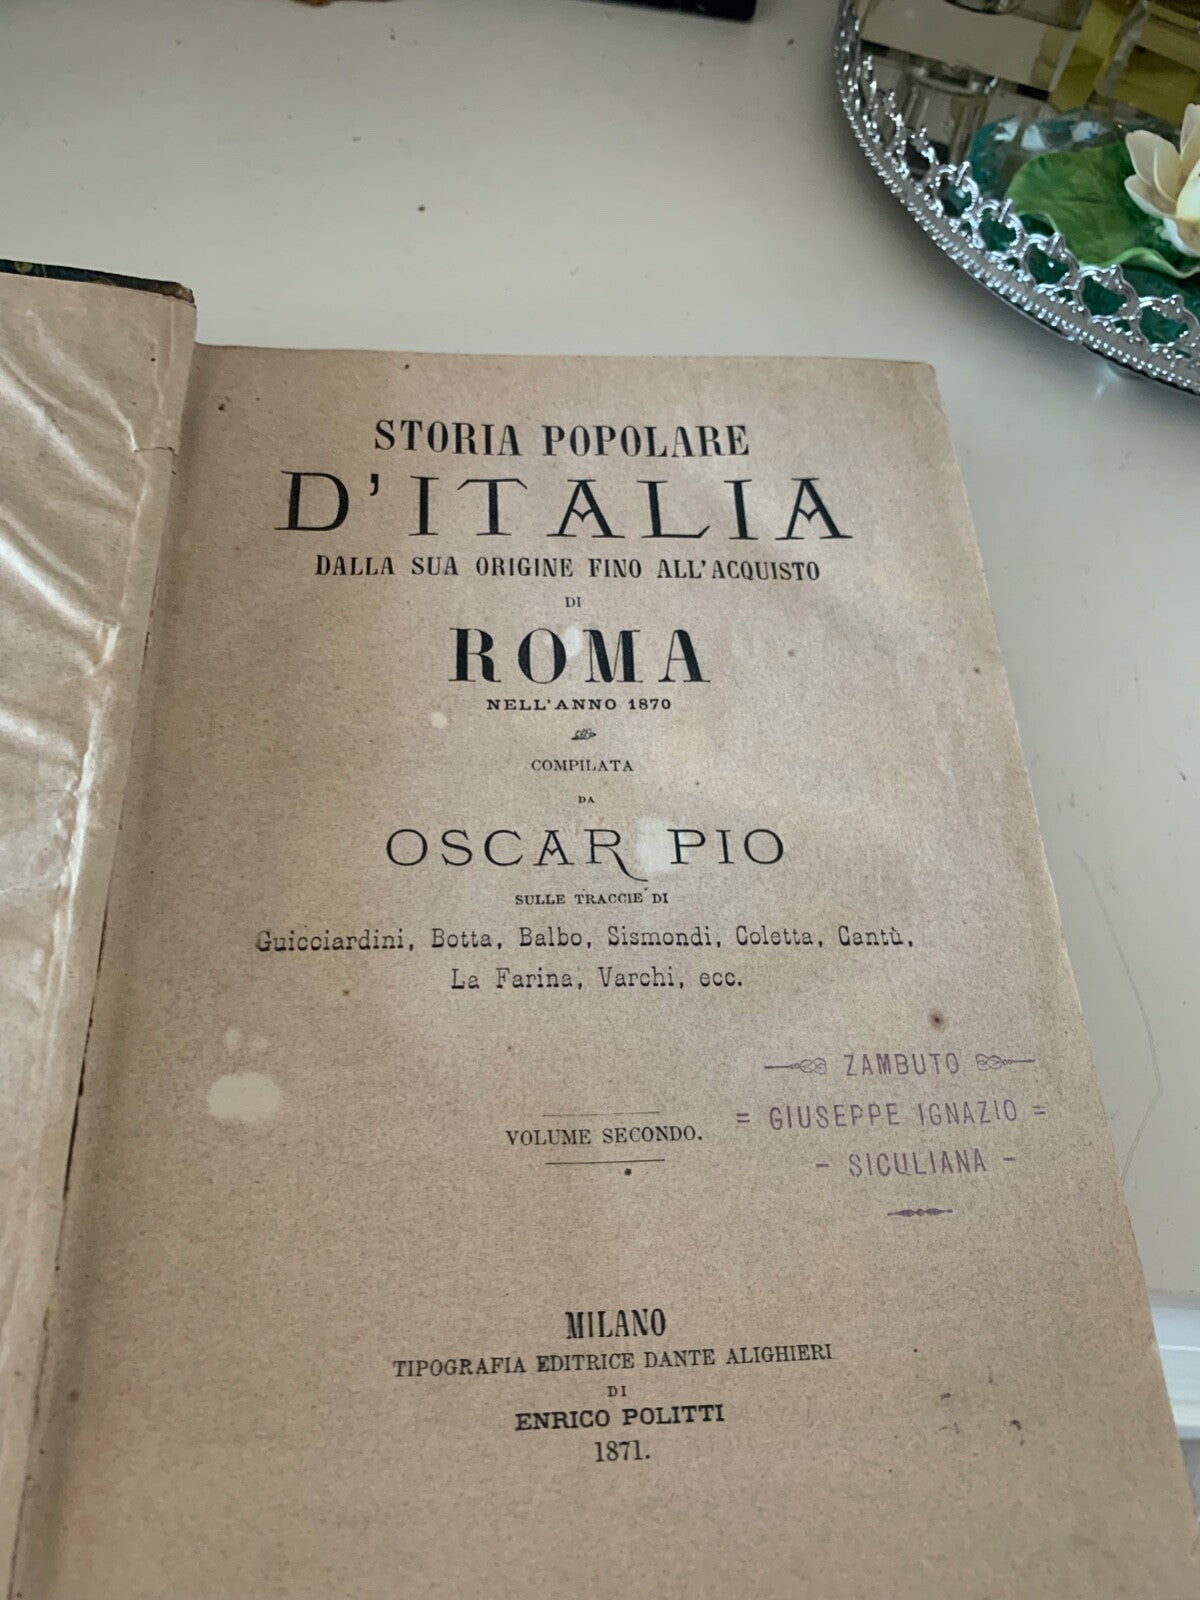 STORIA POPOLARE
D'ITALIA
DALLA SUA ORIGINE FINO ALL'ACQUISTO
DI
ROMA
NELL'ANNO 1870
COMPILATA
DA
OSCAR PIO
SULLE TRACCIE DI
Guicciardini, Botta, Balbo, Sismondi, Coletta, Cantù,
La Farina, Varchi, ecc.
VOLUME SECONDO.
ZAMBUTO
= GIUSEPPE IGNAZIO =
- SICULIANA -
MILANO
TIPOGRAFIA EDITRICE DANTE ALIGHIERI
DI
ENRICO POLITTI
1871.